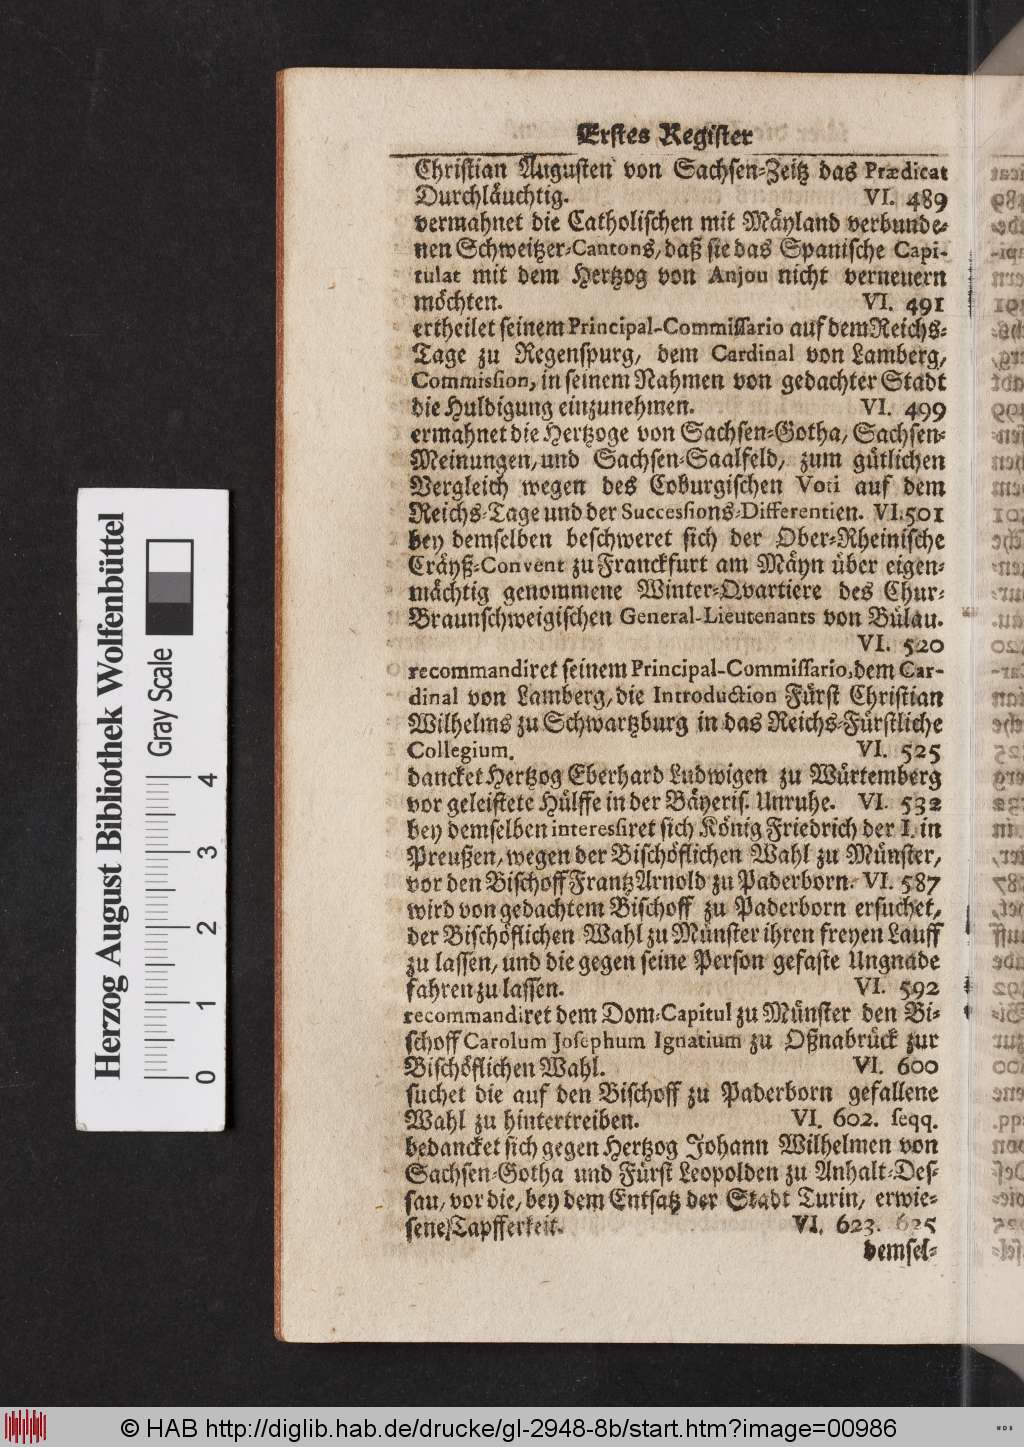 Erstes Register
Christian Augusten von Sachsen-Zeitz das Prædicat
Durchläuchtig. VI. 489
vermahnet die Catholischen mit Mäyland verbunde-
nen Schweitzer-Cantons, daß sie das Spanische Capi-
tulat mit dem Hertzog von Anjou nicht verneuern
möchten. VI. 491
ertheilet seinem Principal-Commissario auf dem Reichs-
Tage zu Regenspurg, dem Cardinal von Lamberg,
Commission, in seinem Nahmen von gedachter Stadt
die Huldigung einzunehmen. VI. 499
ermahnet die Hertzoge von Sachsen-Gotha, Sachsen-
Meinungen, und Sachsen-Saalfeld, zum gütlichen
Vergleich wegen des Coburgischen Voti auf dem
Reichs-Tage und der Successions-Differentien. VI. 501
bey demselben beschweret sich der Ober-Rheinische
Cräyß-Convent zu Franckfurt am Mäyn über eigen-
mächtig genommene Winter-Qvartiere des Chur-
Braunschweigischen General-Lieutenants von Bülau.
VI. 520
recommandiret seinem Principal-Commissario, dem Car-
dinal von Lamberg, die Introduction Fürst Christian
Wilhelms zu Schwartzburg in das Reichs-Fürstliche
Collegium. VI. 525
dancket Hertzog Eberhard Ludwigen zu Würtemberg
vor geleistete Hülffe in der Bäyeris. Unruhe. VI. 532
bey demselben interessiret sich König Friedrich der I. in
Preußen, wegen der Bischöflichen Wahl zu Münster,
vor den Bischoff Frantz Arnold zu Paderborn. VI. 587
wird von gedachtem Bischoff zu Paderborn ersuchet,
der Bischöflichen Wahl zu Münster ihren freyen Lauff
zu lassen, und die gegen seine Person gefaste Ungnade
fahren zu lassen. VI. 592
recommandiret dem Dom-Capitul zu Münster den Bi-
schoff Carolum Josephum Ignatium zu Oßnabrück zur
Bischöflichen Wahl. VI. 600
suchet die auf den Bischoff zu Paderborn gefallene
Wahl zu hintertreiben. VI. 602. seqq.
bedancket sich gegen Hertzog Johann Wilhelmen von
Sachsen-Gotha und Fürst Leopolden zu Anhalt-Des-
sau, vor die, bey dem Entsatz der Stadt Turin, erwie-
sene Tapfferkeit. VI. 623. 625
demsel-
Herzog August Bibliothek Wolfenbüttel
Gray Scale
0 1 2 3 4
© HAB http://diglib.hab.de/drucke/gl-2948-8b/start.htm?image=00986